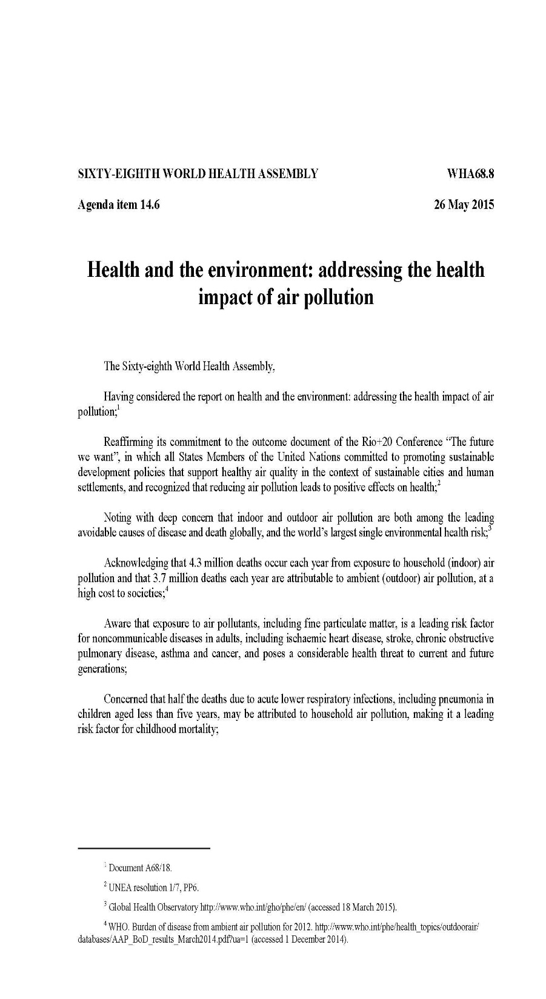 SIXTY-EIGHTH WORLD HEALTH ASSEMBLY WHA68.8
Agenda item 14.6 26 May 2015
Health and the environment: addressing the health
impact of air pollution
The Sixty-eighth World Health Assembly,
Having considered the report on health and the environment: addressing the health impact of air
pollution;1
Reaffirming its commitment to the outcome document of the Rio+20 Conference “The future
we want”, in which all States Members of the United Nations committed to promoting sustainable
development policies that support healthy air quality in the context of sustainable cities and human
settlements, and recognized that reducing air pollution leads to positive effects on health;2
Noting with deep concern that indoor and outdoor air pollution are both among the leading
avoidable causes of disease and death globally, and the world’s largest single environmental health risk;3
Acknowledging that 4.3 million deaths occur each year from exposure to household (indoor) air
pollution and that 3.7 million deaths each year are attributable to ambient (outdoor) air pollution, at a
high cost to societies;4
Aware that exposure to air pollutants, including fine particulate matter, is a leading risk factor
for noncommunicable diseases in adults, including ischaemic heart disease, stroke, chronic obstructive
pulmonary disease, asthma and cancer, and poses a considerable health threat to current and future
generations;
Concerned that half the deaths due to acute lower respiratory infections, including pneumonia in
children aged less than five years, may be attributed to household air pollution, making it a leading
risk factor for childhood mortality;
1 Document A68/18.
2 UNEA resolution 1/7, PP6.
3 Global Health Observatory http://www.who.int/gho/phe/en/ (accessed 18 March 2015).
4 WHO. Burden of disease from ambient air pollution for 2012. http://www.who.int/phe/health_topics/outdoorair/
databases/AAP_BoD_results_March2014.pdf?ua=1 (accessed 1 December 2014).